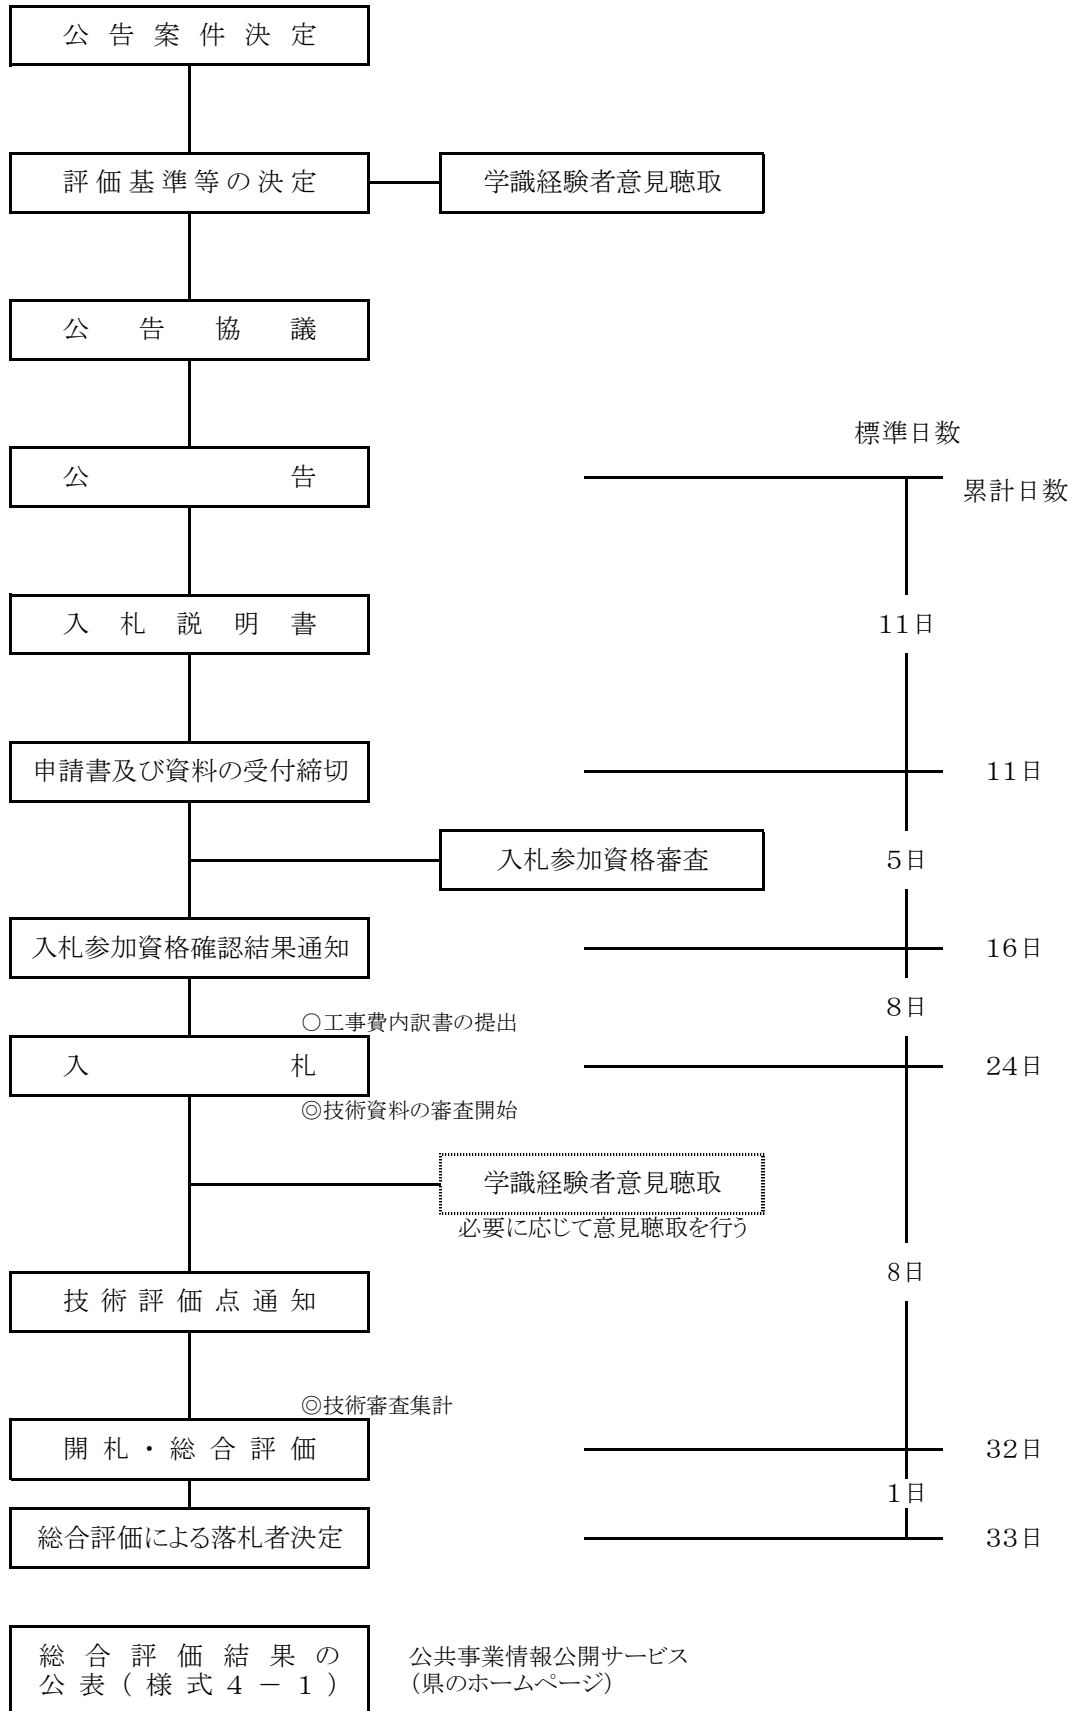 公告案件決定
評価基準等の決定
学識経験者意見聴取
公告協議
標準日数
公告
累計日数
入札説明書
11日
申請書及び資料の受付締切
11日
入札参加資格審査
5日
入札参加資格確認結果通知
16日
8日
○工事費内訳書の提出
入札
24日
◎技術資料の審査開始
学識経験者意見聴取
必要に応じて意見聴取を行う
8日
技術評価点通知
◎技術審査集計
開札・総合評価
32日
1日
総合評価による落札者決定
33日
総合評価結果の
公表(様式4-1)
公共事業情報公開サービス
(県のホームページ)